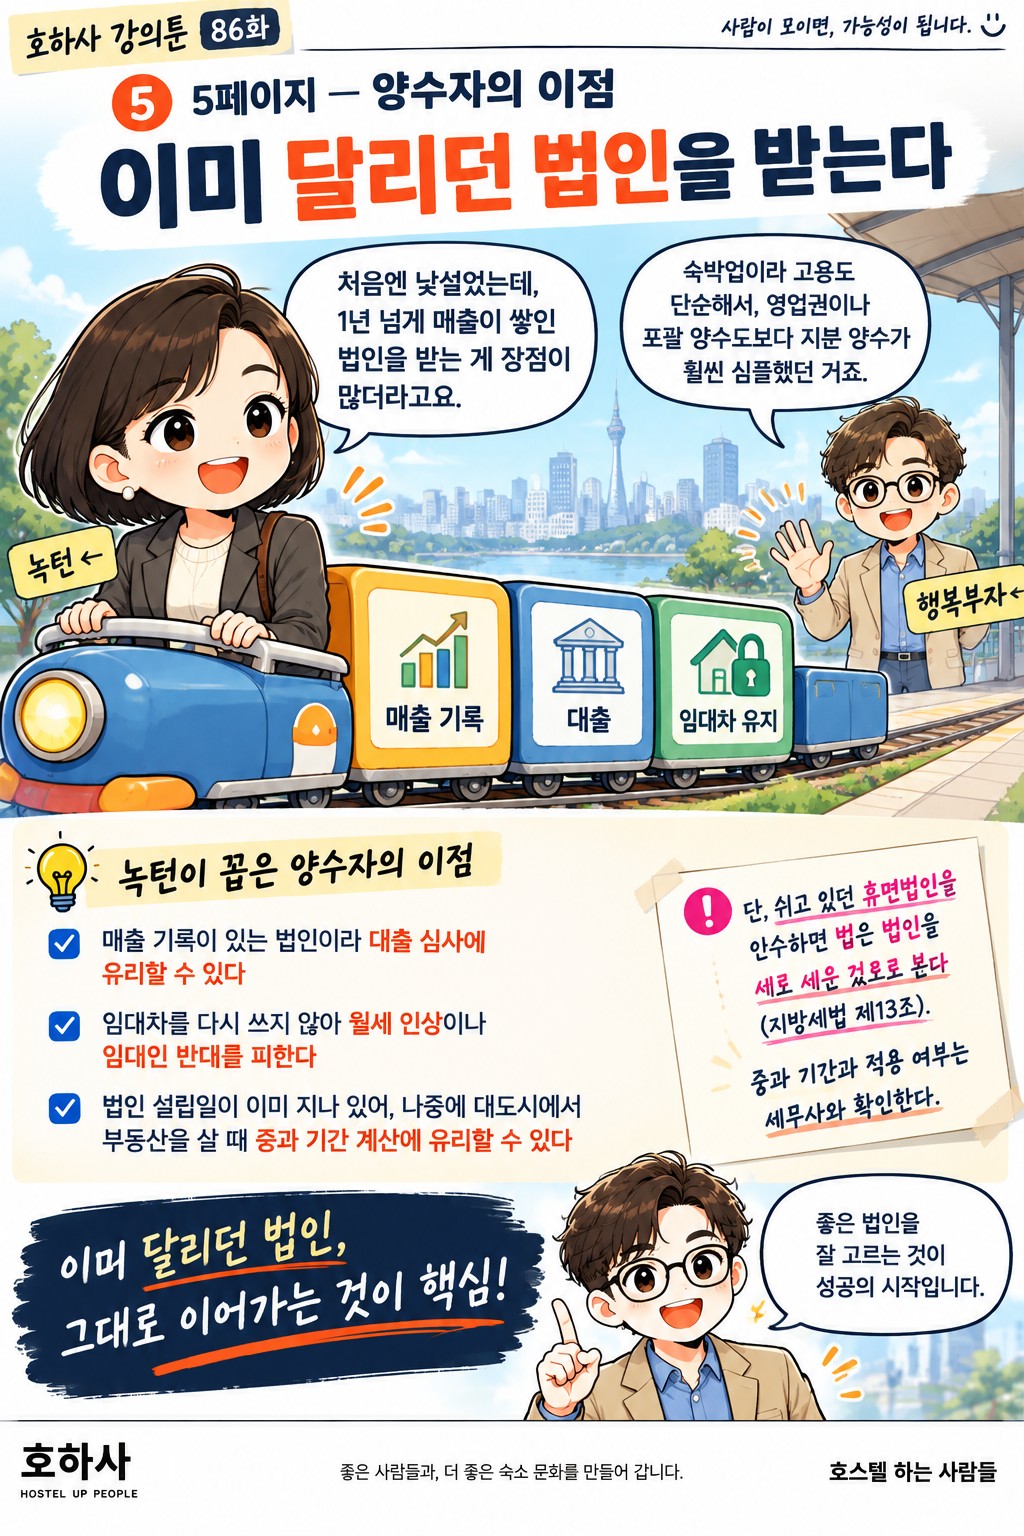 호하사 강의툰 86화
사람이 모이면, 가능성이 됩니다.
5 5페이지 — 양수자의 이점
이미 달리던 법인을 받는다
처음엔 낯설었는데,
1년 넘게 매출이 쌓인
법인을 받는 게 장점이
많더라고요.
숙박업이라 고용도
단순해서, 영업권이나
포괄 양수도보다 지분 양수가
훨씬 심플했던 거죠.
녹턴 ←
행복부자 ←
매출 기록
대출
임대차 유지
녹턴이 꼽은 양수자의 이점
매출 기록이 있는 법인이라 대출 심사에
유리할 수 있다
임대차를 다시 쓰지 않아 월세 인상이나
임대인 반대를 피한다
법인 설립일이 이미 지나 있어, 나중에 대도시에서
부동산을 살 때 중과 기간 계산에 유리할 수 있다
! 단, 쉬고 있던 휴면법인을
인수하면 법은 법인을
세로 세운 것으로 본다
(지방세법 제13조).
중과 기간과 적용 여부는
세무사와 확인한다.
이미 달리던 법인,
그대로 이어가는 것이 핵심!
좋은 법인을
잘 고르는 것이
성공의 시작입니다.
호하사
HOSTEL UP PEOPLE
좋은 사람들과, 더 좋은 숙소 문화를 만들어 갑니다.
호스텔 하는 사람들